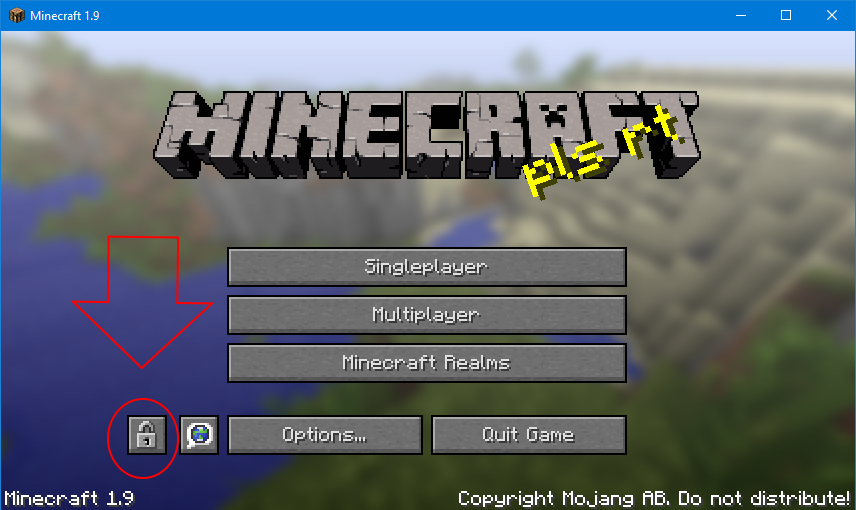 Minecraft 1.9
MINECRAFT
pls rt
Singleplayer
Multiplayer
Minecraft Realms
Options...
Quit Game
Minecraft 1.9
Copyright Mojang AB. Do not distribute!